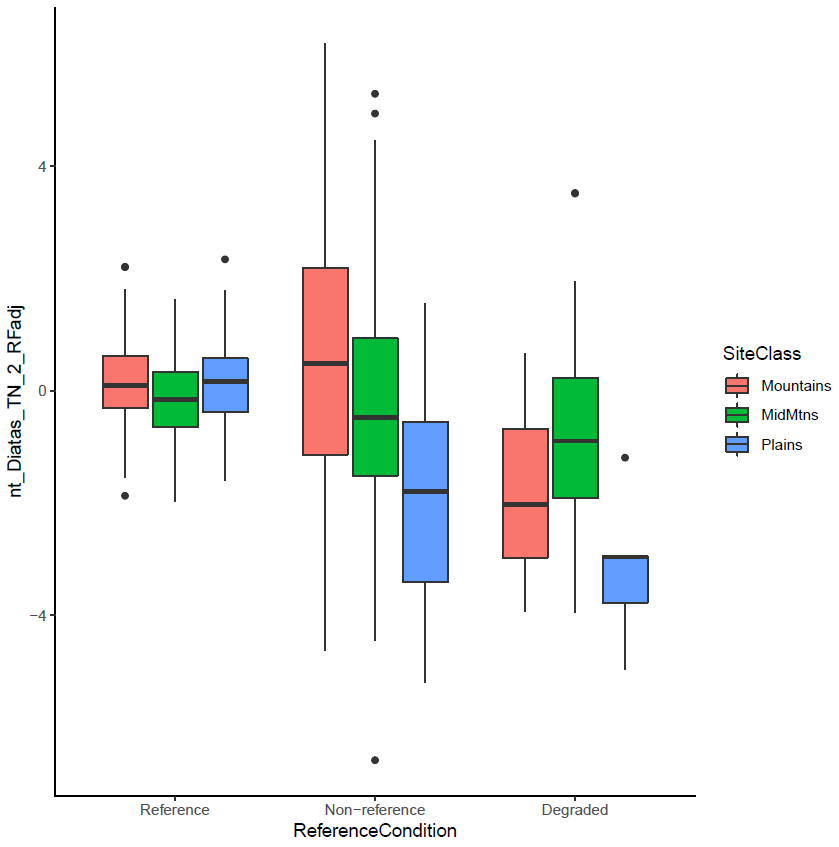 nt_Diatas_TN_2_RFadj
4
0
−4
Reference
Non−reference
Degraded
ReferenceCondition
SiteClass
Mountains
MidMtns
Plains